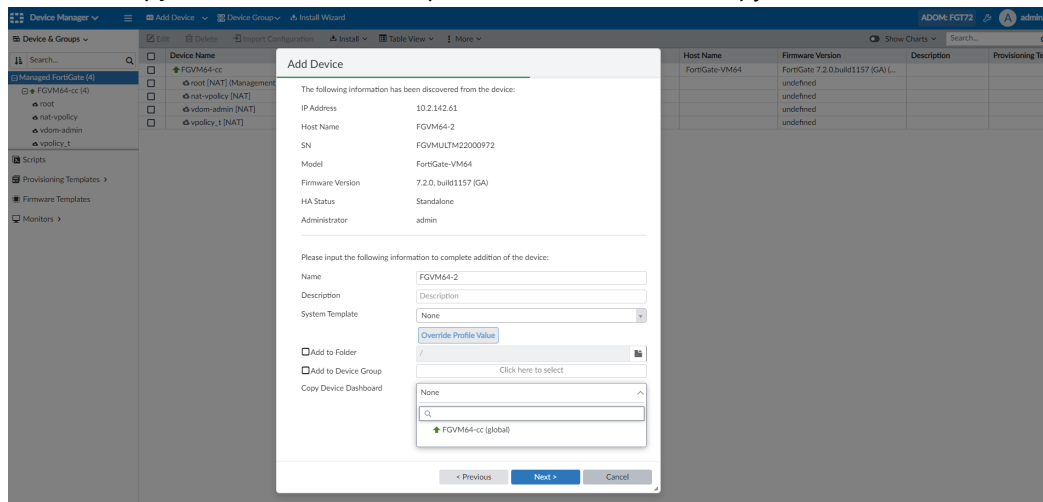 Device Manager
Add Device
Device Group
Install Wizard
ADOM: FGT72
A
admin
Device & Groups
Edit
Delete
Import Configuration
Install
Table View
More
Show Charts
Search...
Search...
Device Name
Host Name
Firmware Version
Description
Provisioning Te
Managed FortiGate (4)
FGVM64-cc (4)
root
nat-vpolicy
vdom-admin
vpolicy_t
Scripts
Provisioning Templates >
Firmware Templates
Monitors >
FGVM64-cc
FortiGate-VM64
FortiGate 7.2.0,build1157 (GA) (...
root [NAT] (Management
undefined
nat-vpolicy [NAT]
undefined
vdom-admin [NAT]
undefined
vpolicy_t [NAT]
undefined
Add Device
The following information has been discovered from the device:
IP Address 10.2.142.61
Host Name FGVM64-2
SN FGVMULTM22000972
Model FortiGate-VM64
Firmware Version 7.2.0, build1157 (GA)
HA Status Standalone
Administrator admin
Please input the following information to complete addition of the device:
Name FGVM64-2
Description Description
System Template None
Override Profile Value
Add to Folder /
Add to Device Group Click here to select
Copy Device Dashboard None
FGVM64-cc (global)
< Previous Next > Cancel